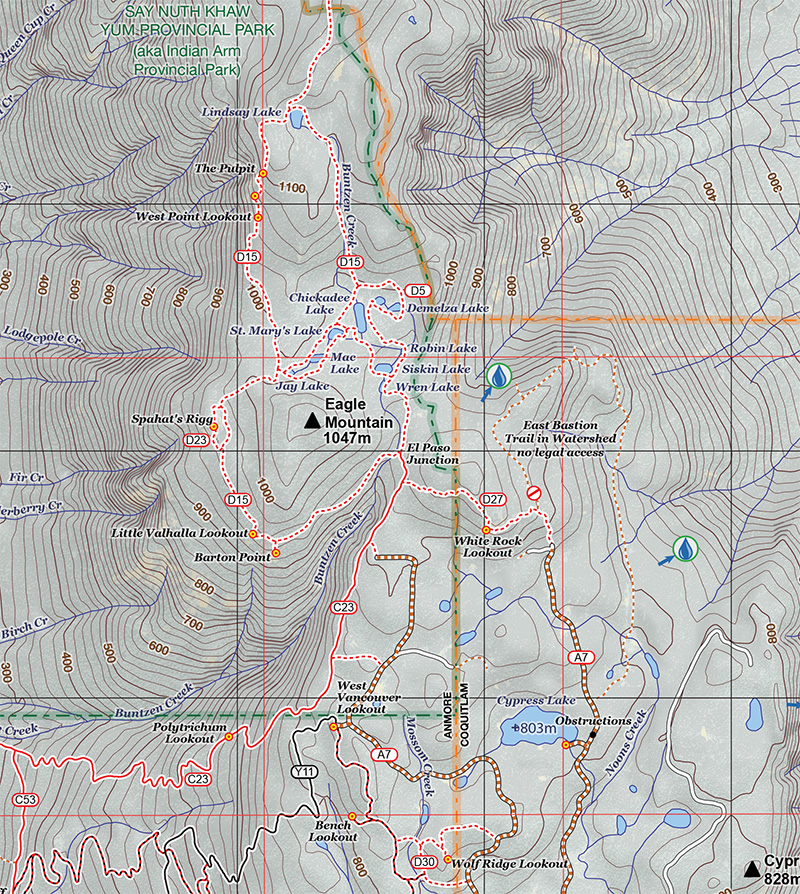 SAY NUTH KHAW
YUM PROVINCIAL PARK
(aka Indian Arm
Provincial Park)
Queen Cup Cr
Cr
Lindsay Lake
The Pulpit
1100
Buntzen Creek
West Point Lookout
Cr
D15
D15
300
400
500
600
700
800
900
1000
1000
900
800
700
600
500
400
300
D5
Chickadee
Lake
Demelza Lake
St. Mary's Lake
Lodgepole Cr
Robin Lake
Mac
Lake
Siskin Lake
Jay Lake
Wren Lake
Eagle
Mountain
1047m
Spahat's Rigg
D23
East Bastion
Trail in Watershed
no legal access
El Paso
Junction
Fir Cr
1000
D15
D27
900
derberry Cr
Little Valhalla Lookout
Barton Point
Buntzen Creek
White Rock
Lookout
800
700
C23
Birch Cr
600
500
400
300
A7
800
West
Vancouver
Lookout
Buntzen Creek
ANMORE
COQUITLAM
Cypress Lake
803m
Obstructions
Cr
Polytrichum
Lookout
Mossom Creek
Noons Creek
A7
C23
Y11
C53
Bench
Lookout
800
D30
Wolf Ridge Lookout
Cypr
828m